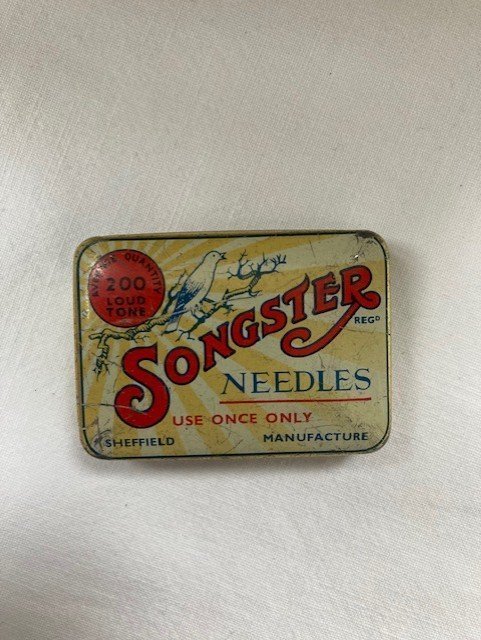 AVERAGE QUANTITY
200
LOUD
TONE
SONGSTER
REGD
NEEDLES
USE ONCE ONLY
SHEFFIELD MANUFACTURE